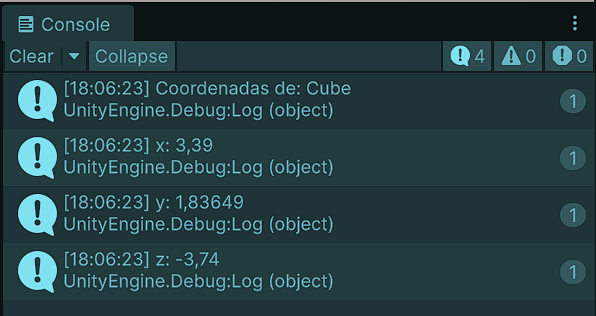 Console
Clear Collapse 4 0 0
[18:06:23] Coordenadas de: Cube
UnityEngine.Debug:Log (object)
1
[18:06:23] x: 3,39
UnityEngine.Debug:Log (object)
1
[18:06:23] y: 1,83649
UnityEngine.Debug:Log (object)
1
[18:06:23] z: -3,74
UnityEngine.Debug:Log (object)
1